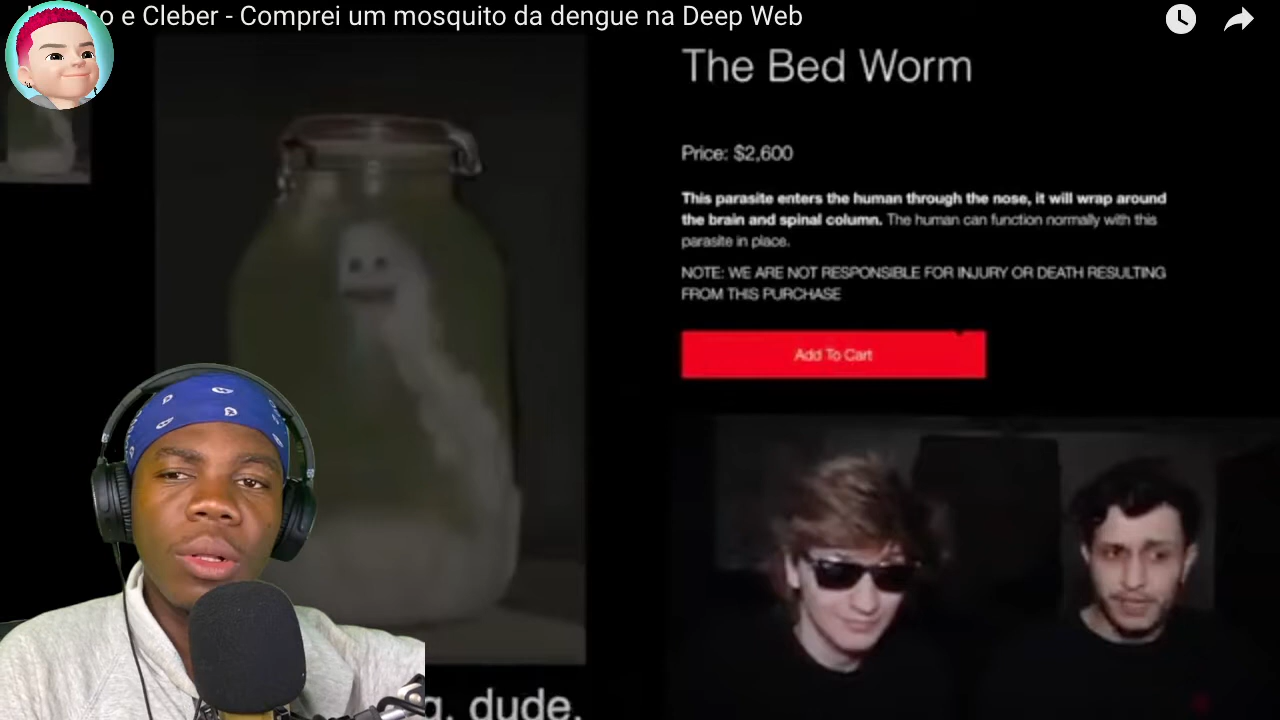 o e Cleber - Comprei um mosquito da dengue na Deep Web
The Bed Worm
Price: $2,600
This parasite enters the human through the nose, it will wrap around
the brain and spinal column. The human can function normally with this
parasite in place.
NOTE: WE ARE NOT RESPONSIBLE FOR INJURY OR DEATH RESULTING
FROM THIS PURCHASE
Add To Cart
dude.